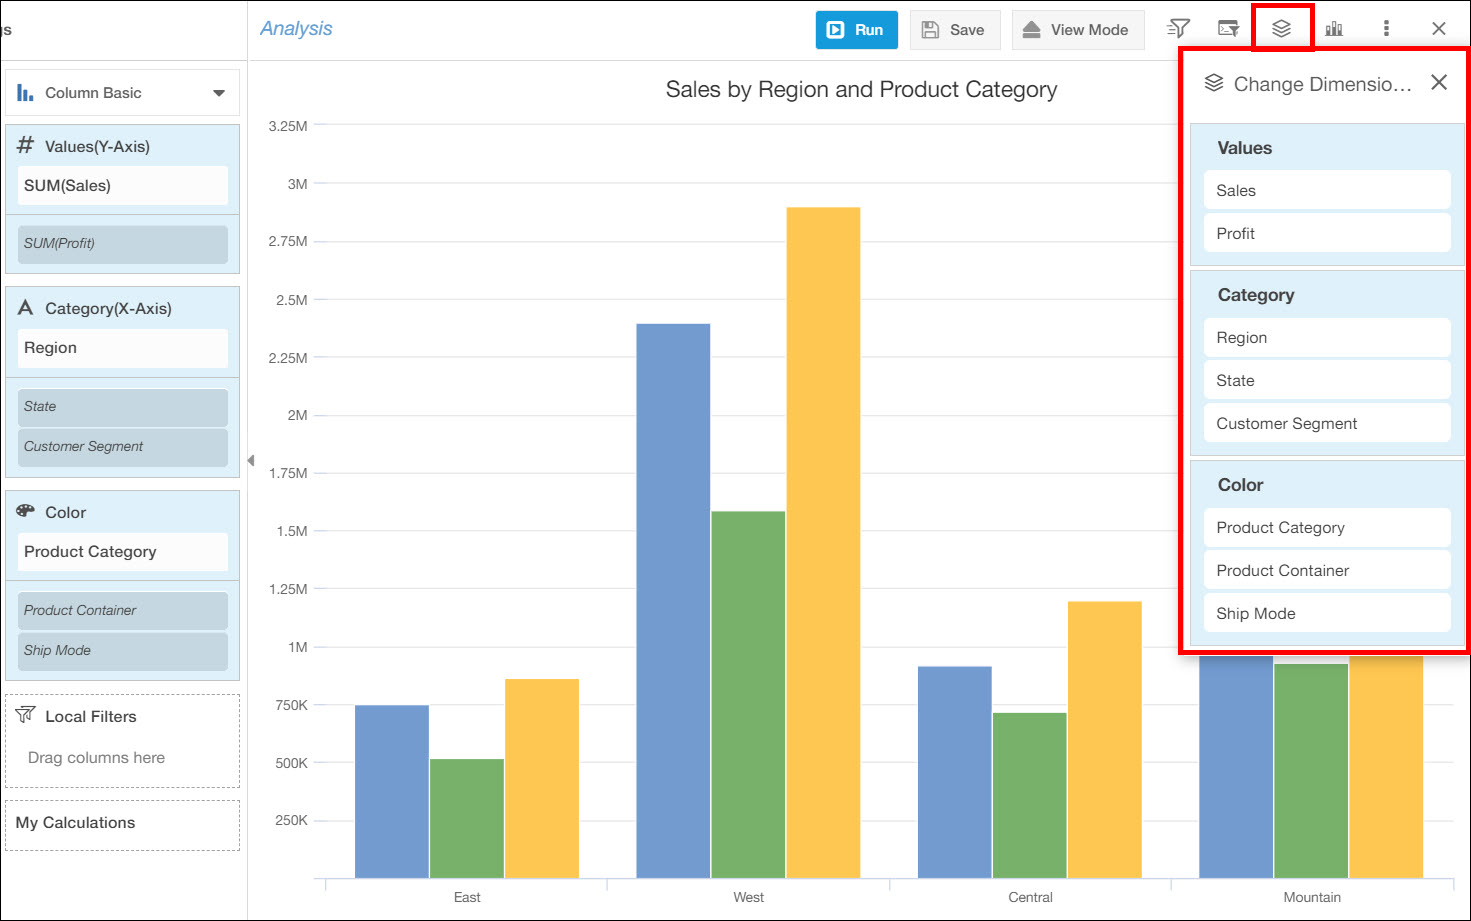 gs
Analysis
Run
Save
View Mode
Column Basic
# Values(Y-Axis)
SUM(Sales)
SUM(Profit)
A Category(X-Axis)
Region
State
Customer Segment
Color
Product Category
Product Container
Ship Mode
Local Filters
Drag columns here
My Calculations
Sales by Region and Product Category
3.25M
3M
2.75M
2.5M
2.25M
2M
1.75M
1.5M
1.25M
1M
750K
500K
250K
East
West
Central
Mountain
Change Dimensio...
Values
Sales
Profit
Category
Region
State
Customer Segment
Color
Product Category
Product Container
Ship Mode